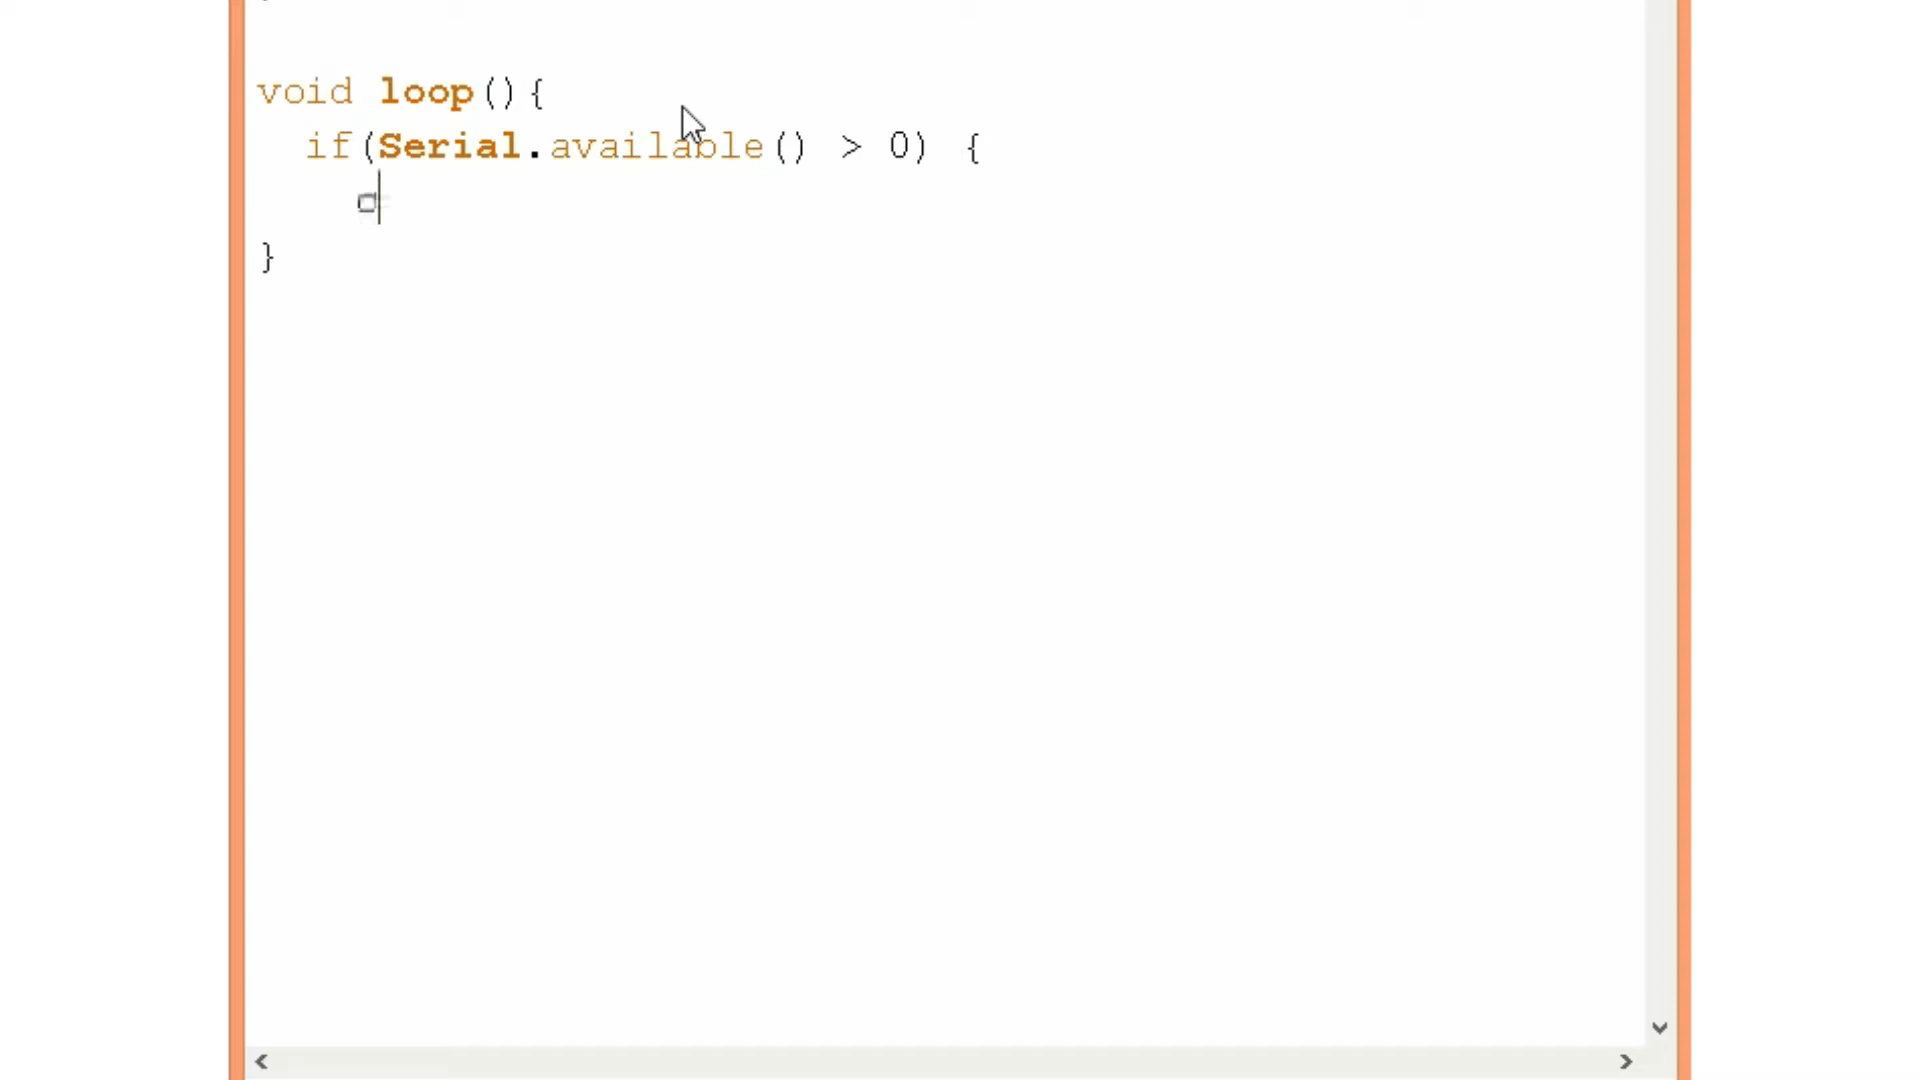 void loop(){
if(Serial.available() > 0) {
}